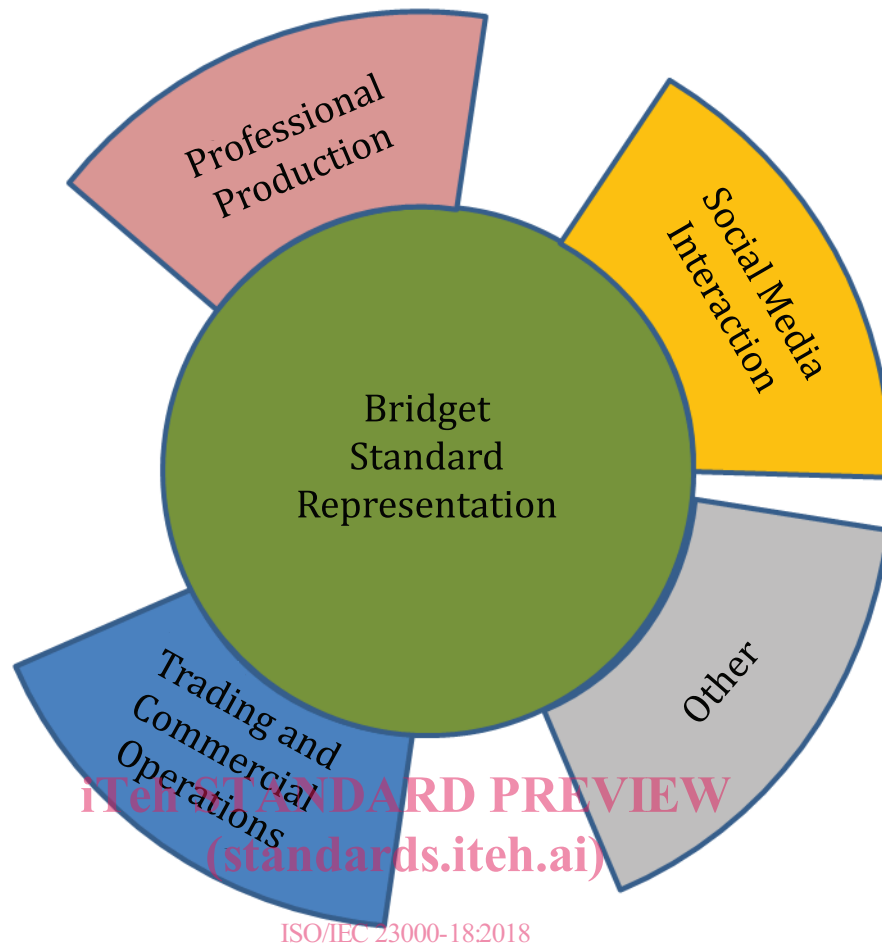 Professional
Production
Social Media
Interaction
Bridget
Standard
Representation
Other
Trading and
Commercial
Operations
iTeh STANDARD PREVIEW
(standards.iteh.ai)
ISO/IEC 23000-18:2018